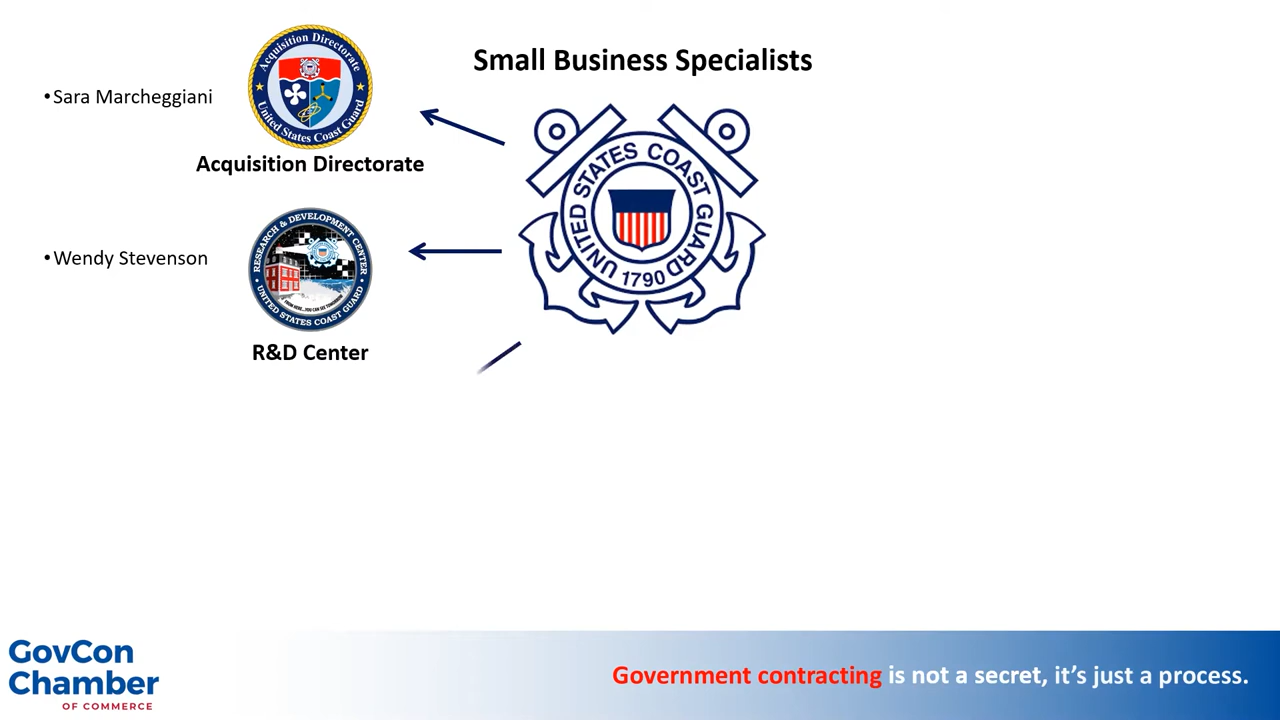 Small Business Specialists
•Sara Marcheggiani
Acquisition Directorate
United States Coast Guard
Acquisition Directorate
UNITED STATES COAST GUARD
1790
•Wendy Stevenson
RESEARCH & DEVELOPMENT CENTER
UNITED STATES COAST GUARD
R&D Center
GovCon
Chamber
OF COMMERCE
Government contracting is not a secret, it's just a process.